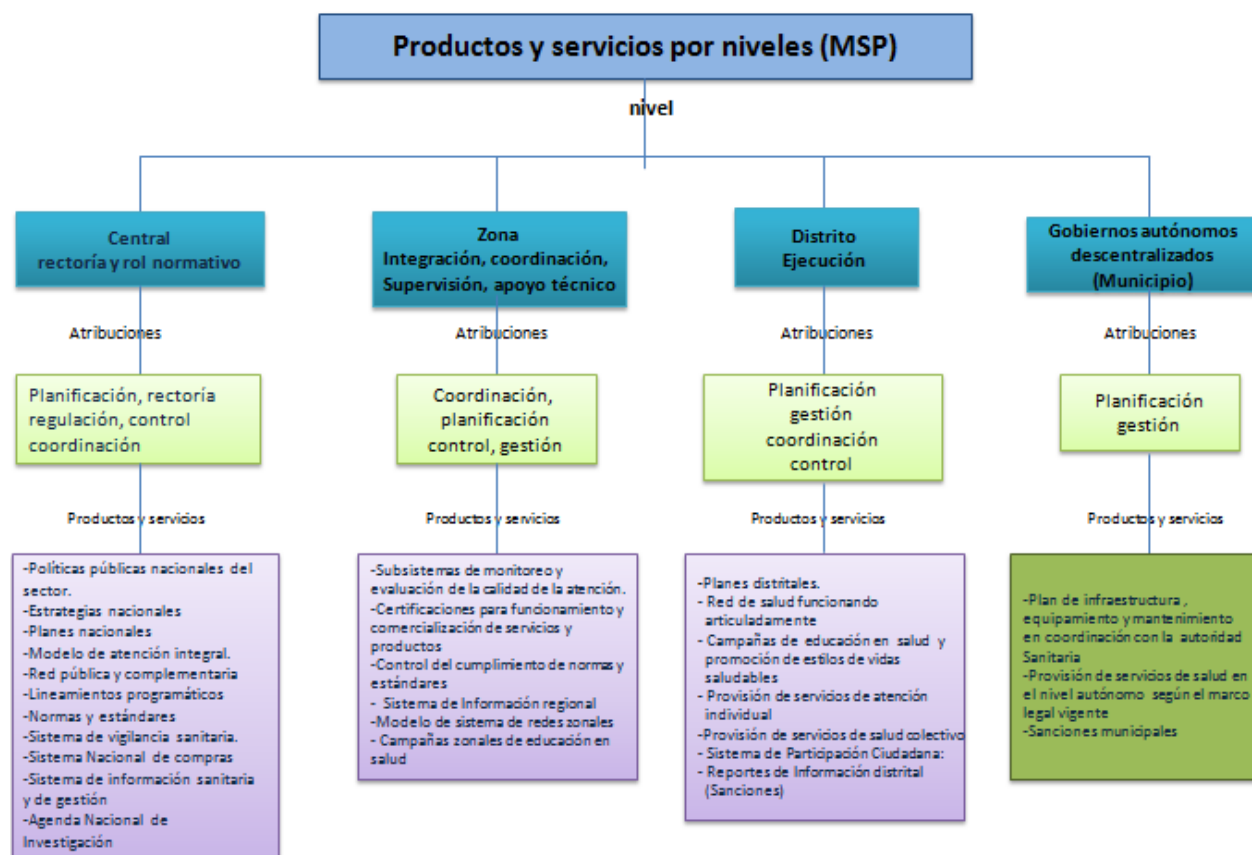 Productos y servicios por niveles (MSP)
nivel
Central
rectoría y rol normativo
Atribuciones
Planificación, rectoría
regulación, control
coordinación
Productos y servicios
-Políticas públicas nacionales del
sector.
-Estrategias nacionales
-Planes nacionales
-Modelo de atención integral.
-Red pública y complementaria
-Lineamientos programáticos
-Normas y estándares
-Sistema de vigilancia sanitaria.
-Sistema Nacional de compras
-Sistema de información sanitaria
y de gestión
-Agenda Nacional de
Investigación
Zona
Integración, coordinación,
Supervisión, apoyo técnico
Atribuciones
Coordinación,
planificación
control, gestión
Productos y servicios
-Subsistemas de monitoreo y
evaluación de la calidad de la atención.
-Certificaciones para funcionamiento y
comercialización de servicios y
productos
-Control del cumplimiento de normas y
estándares
- Sistema de Información regional
-Modelo de sistema de redes zonales
- Campañas zonales de educación en
salud
Distrito
Ejecución
Atribuciones
Planificación
gestión
coordinación
control
Productos y servicios
-Planes distritales.
- Red de salud funcionando
articuladamente
- Campañas de educación en salud y
promoción de estilos de vidas
saludables
- Provisión de servicios de atención
individual
-Provisión de servicios de salud colectivo
- Sistema de Participación Ciudadana:
- Reportes de Información distrital
(Sanciones)
Gobiernos autónomos
descentralizados
(Municipio)
Atribuciones
Planificación
gestión
Productos y servicios
-Plan de infraestructura ,
equipamiento y mantenimiento
en coordinación con la autoridad
Sanitaria
-Provisión de servicios de salud en
el nivel autónomo según el marco
legal vigente
-Sanciones municipales